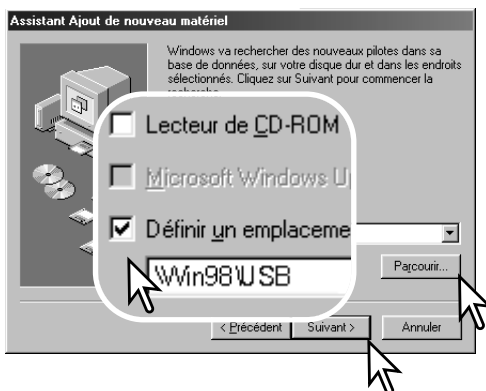 Assistant Ajout de nouveau matériel
Windows va rechercher des nouveaux pilotes dans sa
base de données, sur votre disque dur et dans les endroits
sélectionnés. Cliquez sur Suivant pour commencer la
Lecteur de CD-ROM
Microsoft Windows
Définir un emplaceme
\Win98\USB
Parcourir...
< Précédent
Suivant >
Annuler